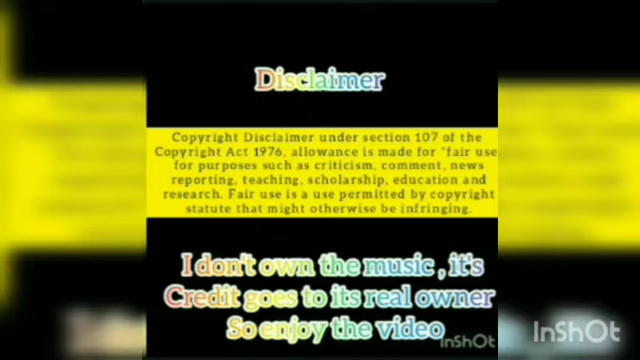 Disclaimer
Copyright Disclaimer under section 107 of the
Copyright Act 1976, allowance is made for "fair use
for purposes such as criticism, comment, news
reporting, teaching, scholarship, education and
research. Fair use is a use permitted by copyright
statute that might otherwise be infringing.
I don't own the music , it's
Credit goes to its real owner
So enjoy the video
InShOt
InShOt